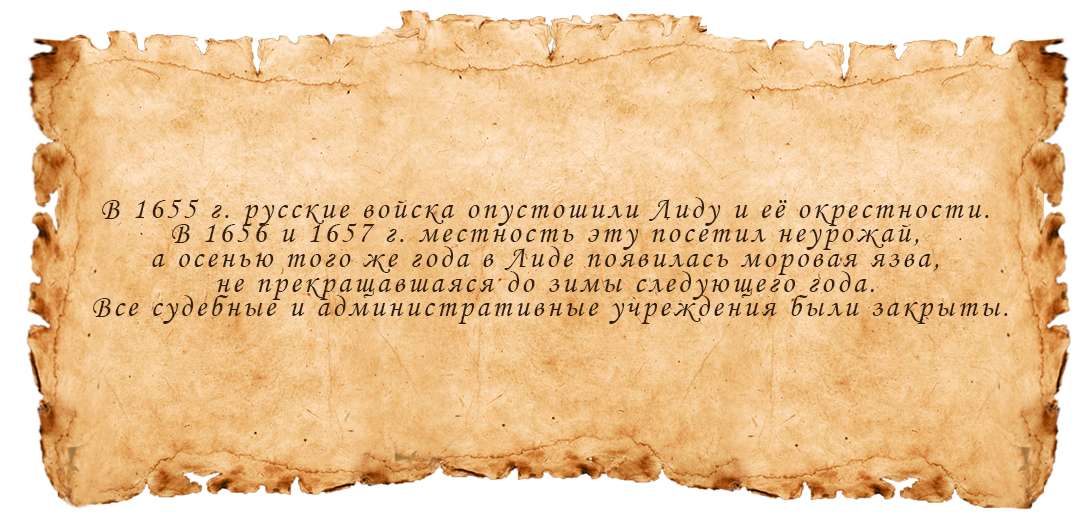 В 1655 г. русские войска опустошили Лиду и её окрестности.
В 1656 и 1657 г. местность эту посетил неурожай,
а осенью того же года в Лиде появилась моровая язва,
не прекращавшаяся до зимы следующего года.
Все судебные и административные учреждения были закрыты.